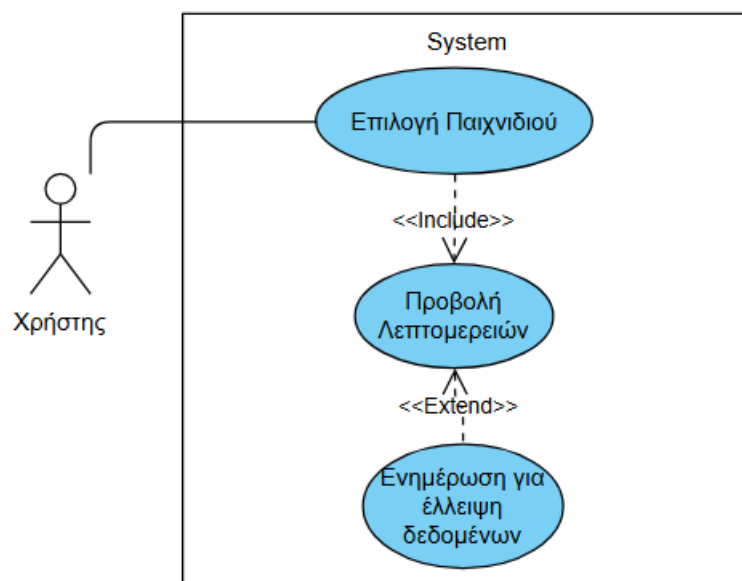 System
Επιλογή Παιχνιδιού
<<Include>>
Προβολή
Λεπτομερειών
Χρήστης
<<Extend>>
Ενημέρωση για
έλλειψη
δεδομένων